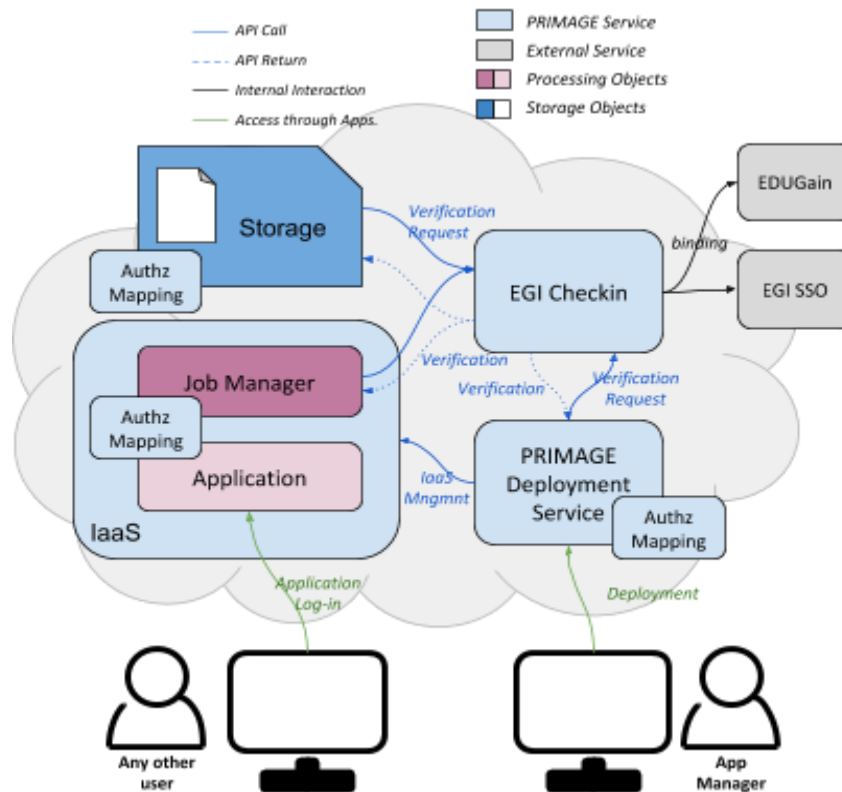 API Call
API Return
Internal Interaction
Access through Apps.
PRIMAGE Service
External Service
Processing Objects
Storage Objects
Storage
Authz
Mapping
Verification
Request
EGI Checkin
binding
EDUGain
EGI SSO
Job Manager
Authz
Mapping
Application
IaaS
Verification
Verification
Verification
Request
IaaS
Mngmnt
PRIMAGE
Deployment
Service
Authz
Mapping
Application
Log-in
Deployment
Any other
user
App
Manager